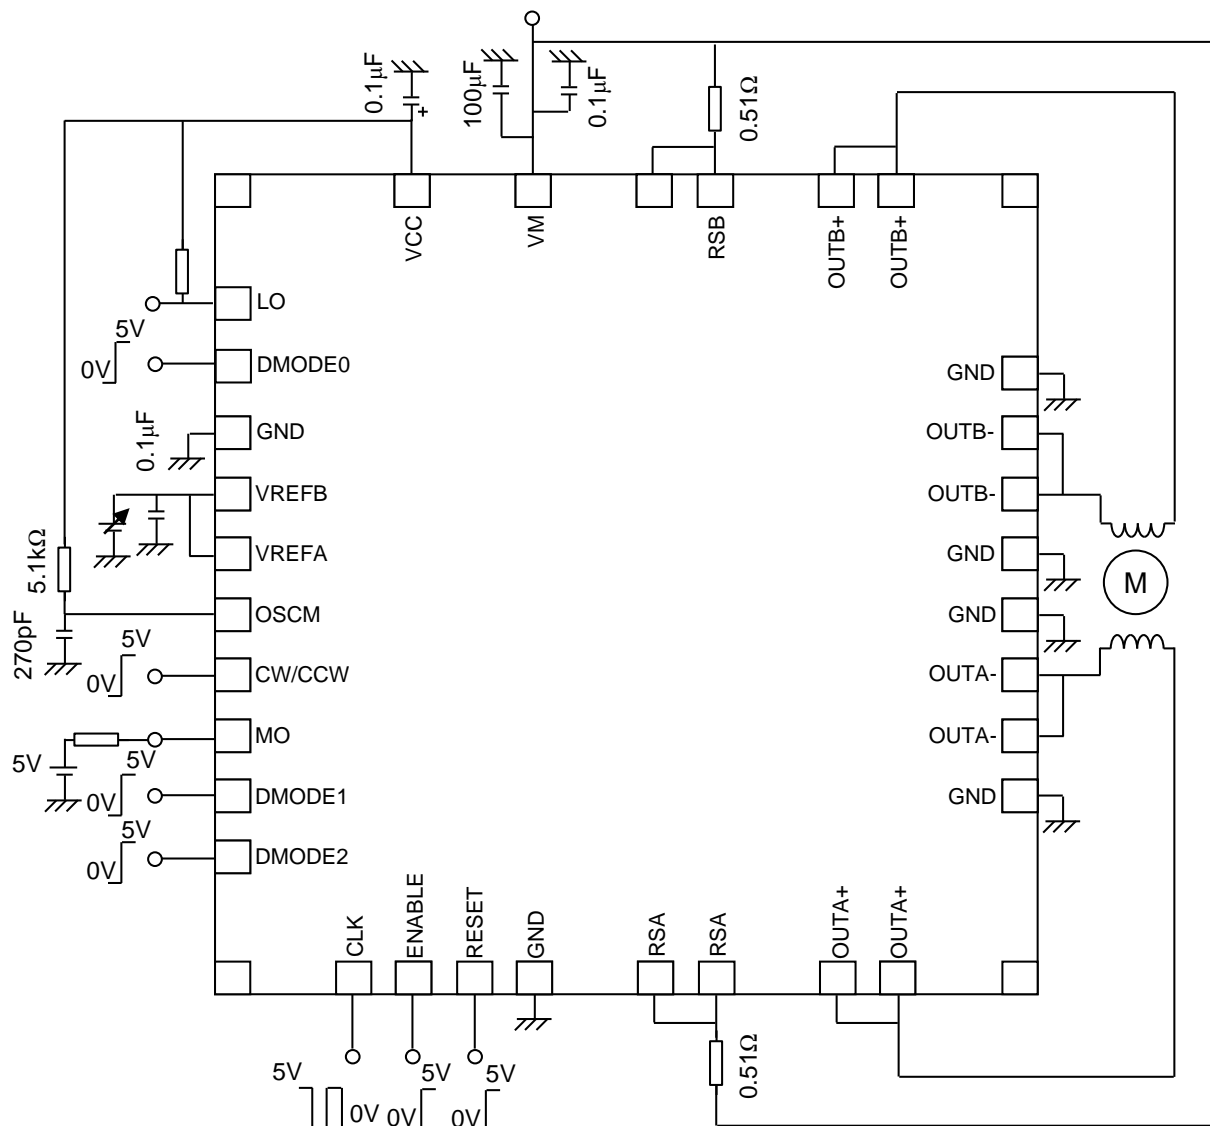 0.1μF
100μF
0.1μF
0.51Ω
VCC
VM
RSB
OUTB+
OUTB+
LO
5V
0V
DMODE0
GND
0.1μF
GND
OUTB-
VREFB
OUTB-
VREFA
GND
5.1kΩ
M
OSCM
GND
270pF
5V
0V
CW/CCW
OUTA-
MO
OUTA-
5V
5V
0V
DMODE1
GND
5V
0V
DMODE2
CLK
ENABLE
RESET
GND
RSA
RSA
OUTA+
OUTA+
0.51Ω
5V
0V
5V
0V
5V
0V